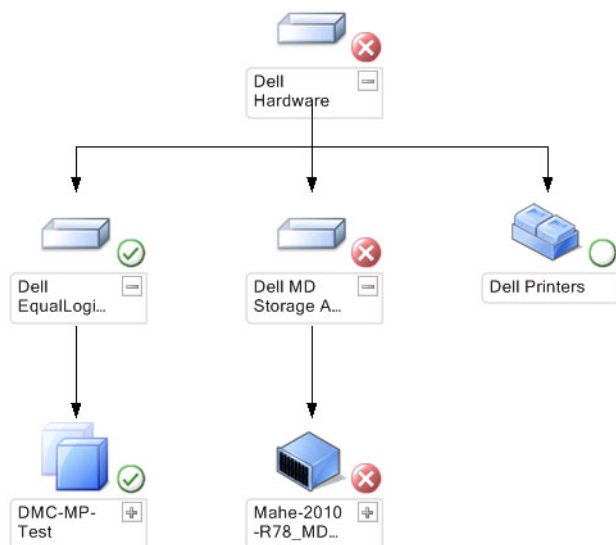 Dell
Hardware
Dell
EqualLogi...
Dell MD
Storage A...
Dell Printers
DMC-MP-
Test
Mahe-2010
-R78_MD...